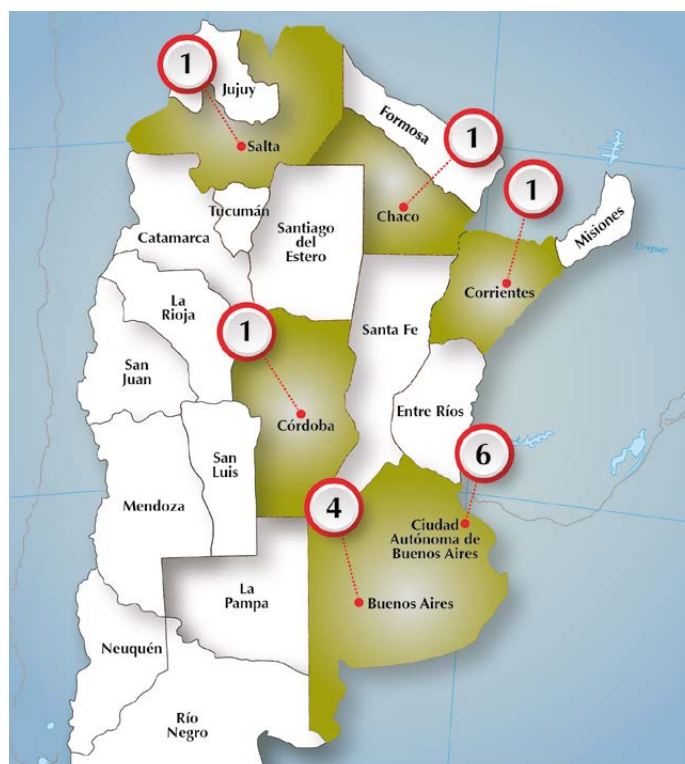 1
Jujuy
Formosa
1
Salta
1
Chaco
Tucumán
Misiones
Santiago
del
Estero
Catamarca
Uruguay
Corrientes
La
Rioja
1
Santa Fe
San
Juan
Entre Ríos
Córdoba
6
San
Luis
4
Mendoza
Ciudad
Autónoma de
Buenos Aires
La
Pampa
Buenos Aires
Neuquén
Río
Negro